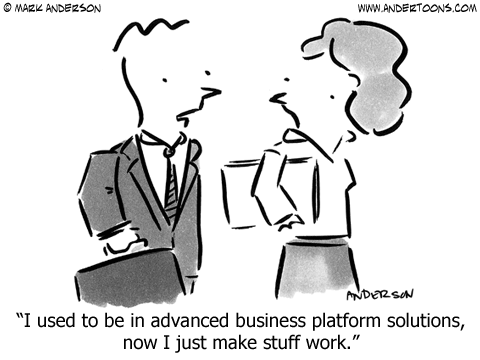 © MARK ANDERSON
WWW.ANDERTOONS.COM
ANDERSON
“I used to be in advanced business platform solutions,
now I just make stuff work.”